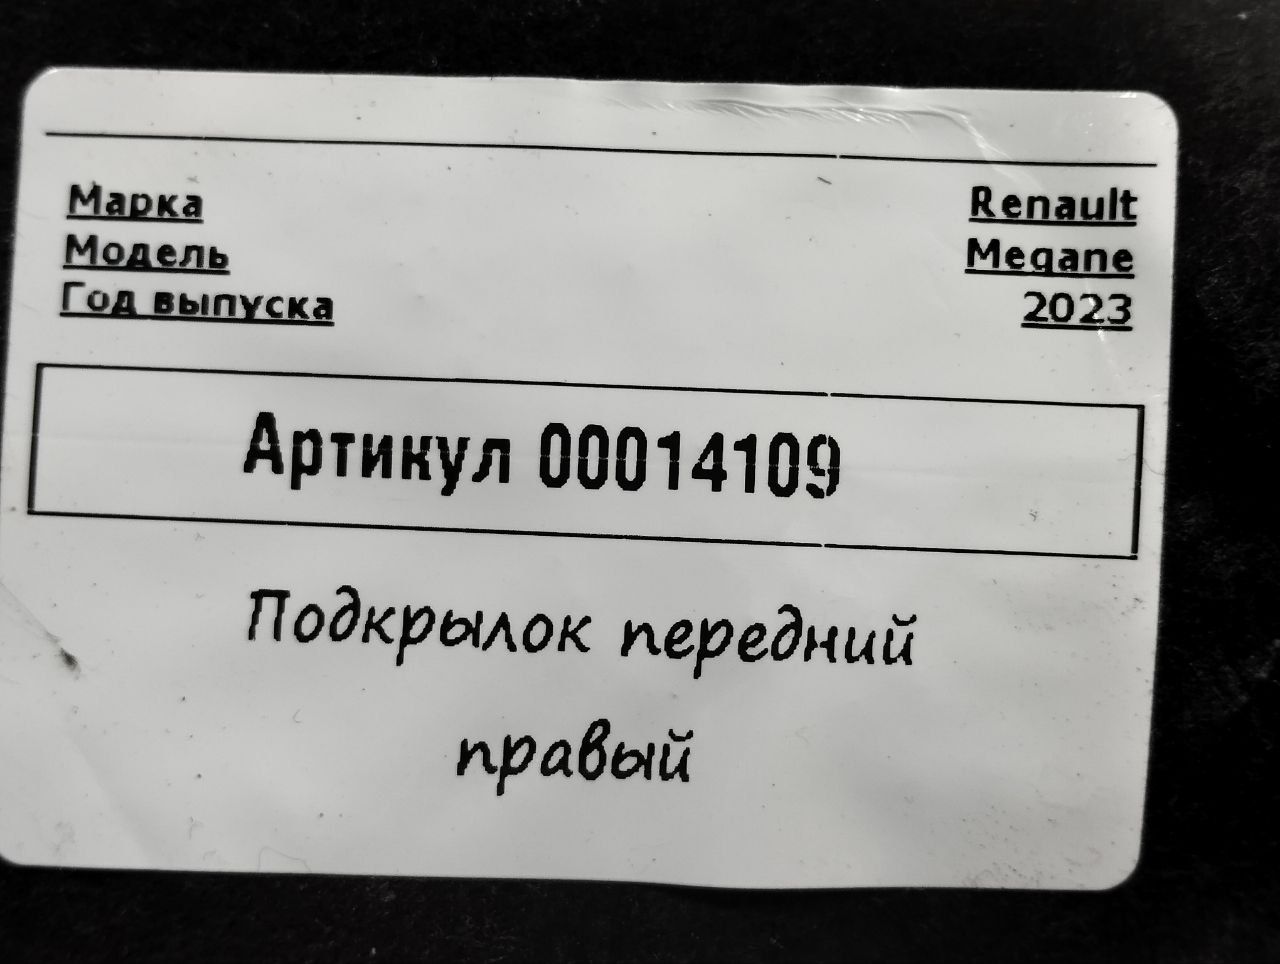 Марка Renault
Модель Megane
Год выпуска 2023
Артикул 00014109
Подкрылок передний
правый